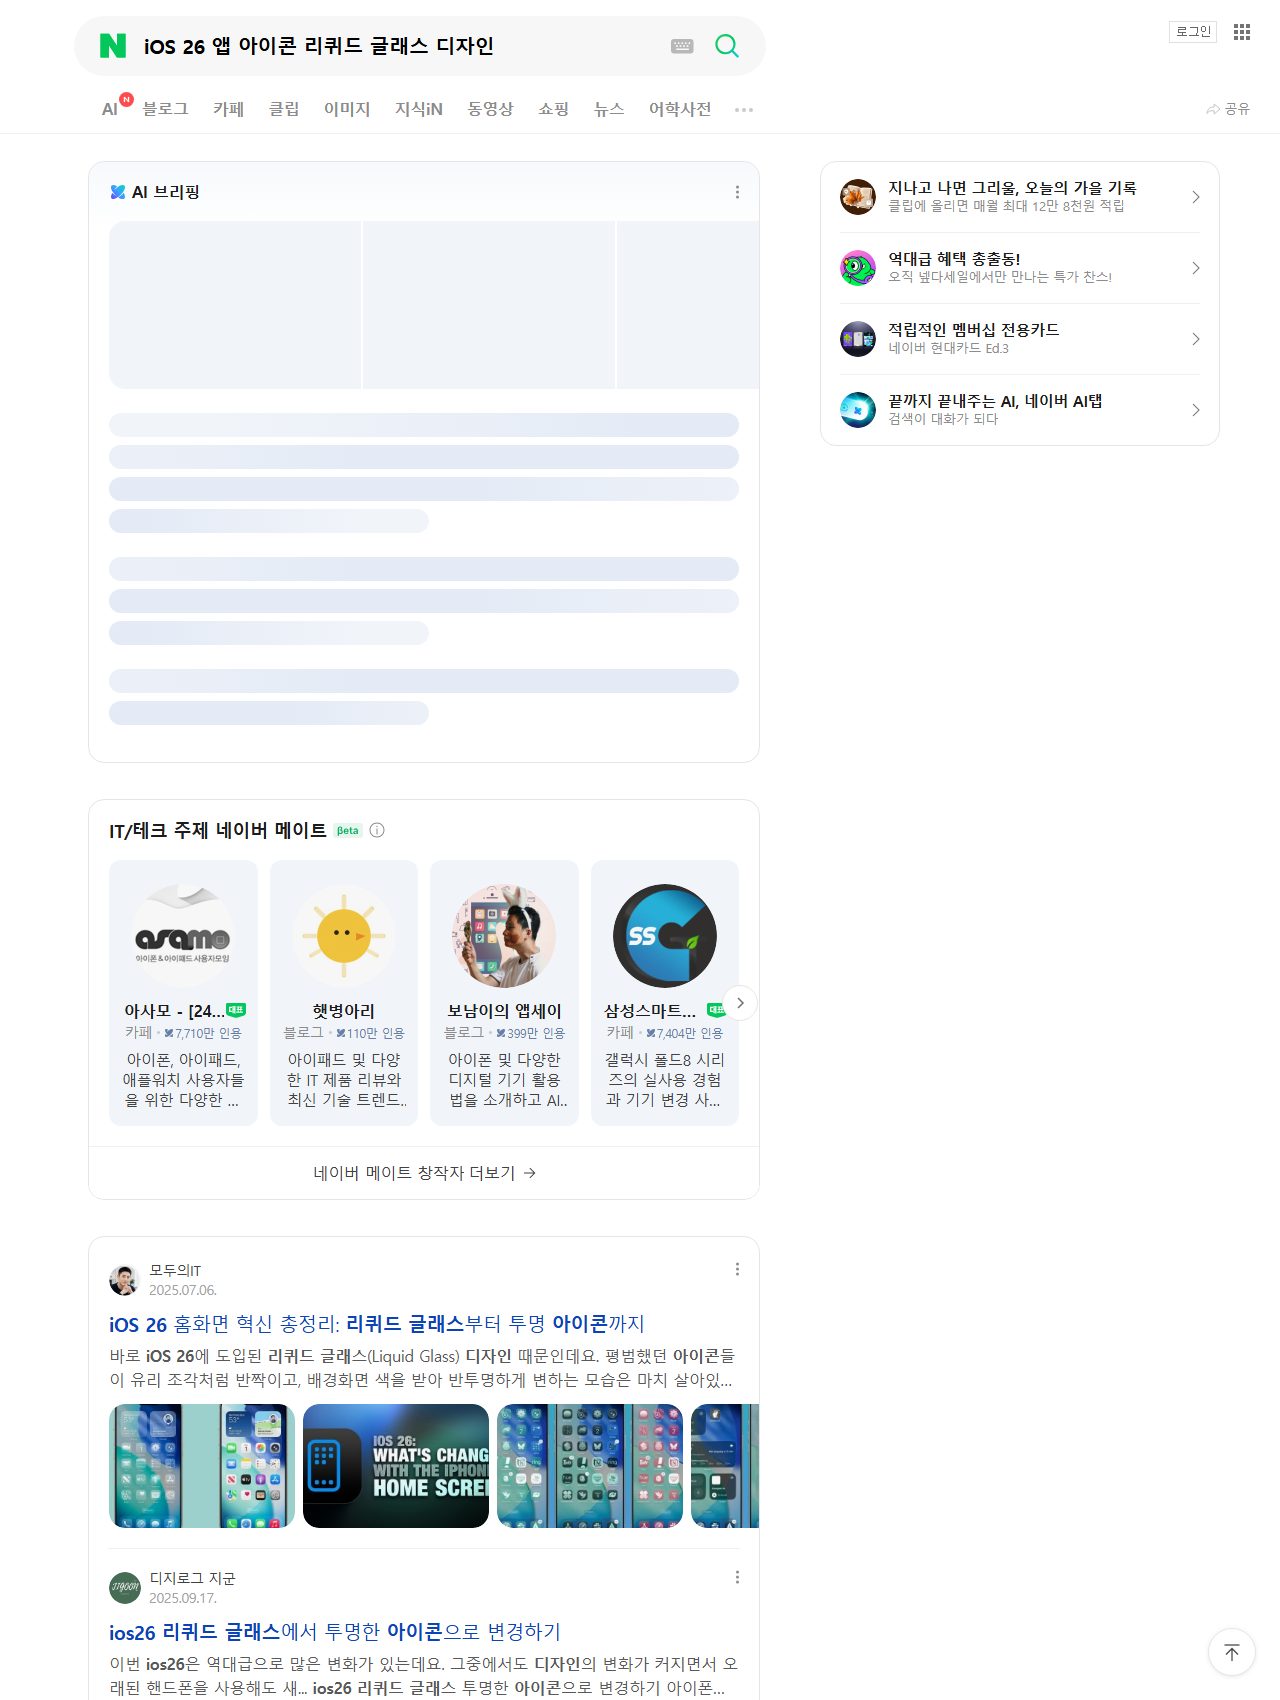 iOS 26 앱 아이콘 리퀴드 글래스 디자인
로그인
AI
N
블로그
카페
클립
이미지
지식iN
동영상
쇼핑
뉴스
어학사전
공유
AI 브리핑
지나고 나면 그리울, 오늘의 가을 기록
클립에 올리면 매월 최대 12만 8천원 적립
역대급 혜택 총출동!
오직 넾다세일에서만 만나는 특가 찬스!
적립적인 멤버십 전용카드
네이버 현대카드 Ed.3
끝까지 끝내주는 AI, 네이버 AI탭
검색이 대화가 되다
IT/테크 주제 네이버 메이트 βeta
asamo
아이폰&아이패드 사용자모임
아사모 - [24... 대표
카페 · 7,710만 인용
아이폰, 아이패드,
애플워치 사용자들
을 위한 다양한 ...
햇병아리
블로그 · 110만 인용
아이패드 및 다양
한 IT 제품 리뷰와
최신 기술 트렌드..
보남이의 앱세이
블로그 · 399만 인용
아이폰 및 다양한
디지털 기기 활용
법을 소개하고 AI..
SS
삼성스마트... 대표
카페 · 7,404만 인용
갤럭시 폴드8 시리
즈의 실사용 경험
과 기기 변경 사...
네이버 메이트 창작자 더보기
모두의IT
2025.07.06.
iOS 26 홈화면 혁신 총정리: 리퀴드 글래스부터 투명 아이콘까지
바로 iOS 26에 도입된 리퀴드 글래스(Liquid Glass) 디자인 때문인데요. 평범했던 아이콘들
이 유리 조각처럼 반짝이고, 배경화면 색을 받아 반투명하게 변하는 모습은 마치 살아있...
iOS 26:
WHAT'S CHANG
WITH THE IPHON
HOME SCREE
디지로그 지군
2025.09.17.
ios26 리퀴드 글래스에서 투명한 아이콘으로 변경하기
이번 ios26은 역대급으로 많은 변화가 있는데요. 그중에서도 디자인의 변화가 커지면서 오
래된 핸드폰을 사용해도 새... ios26 리퀴드 글래스 투명한 아이콘으로 변경하기 아이폰...